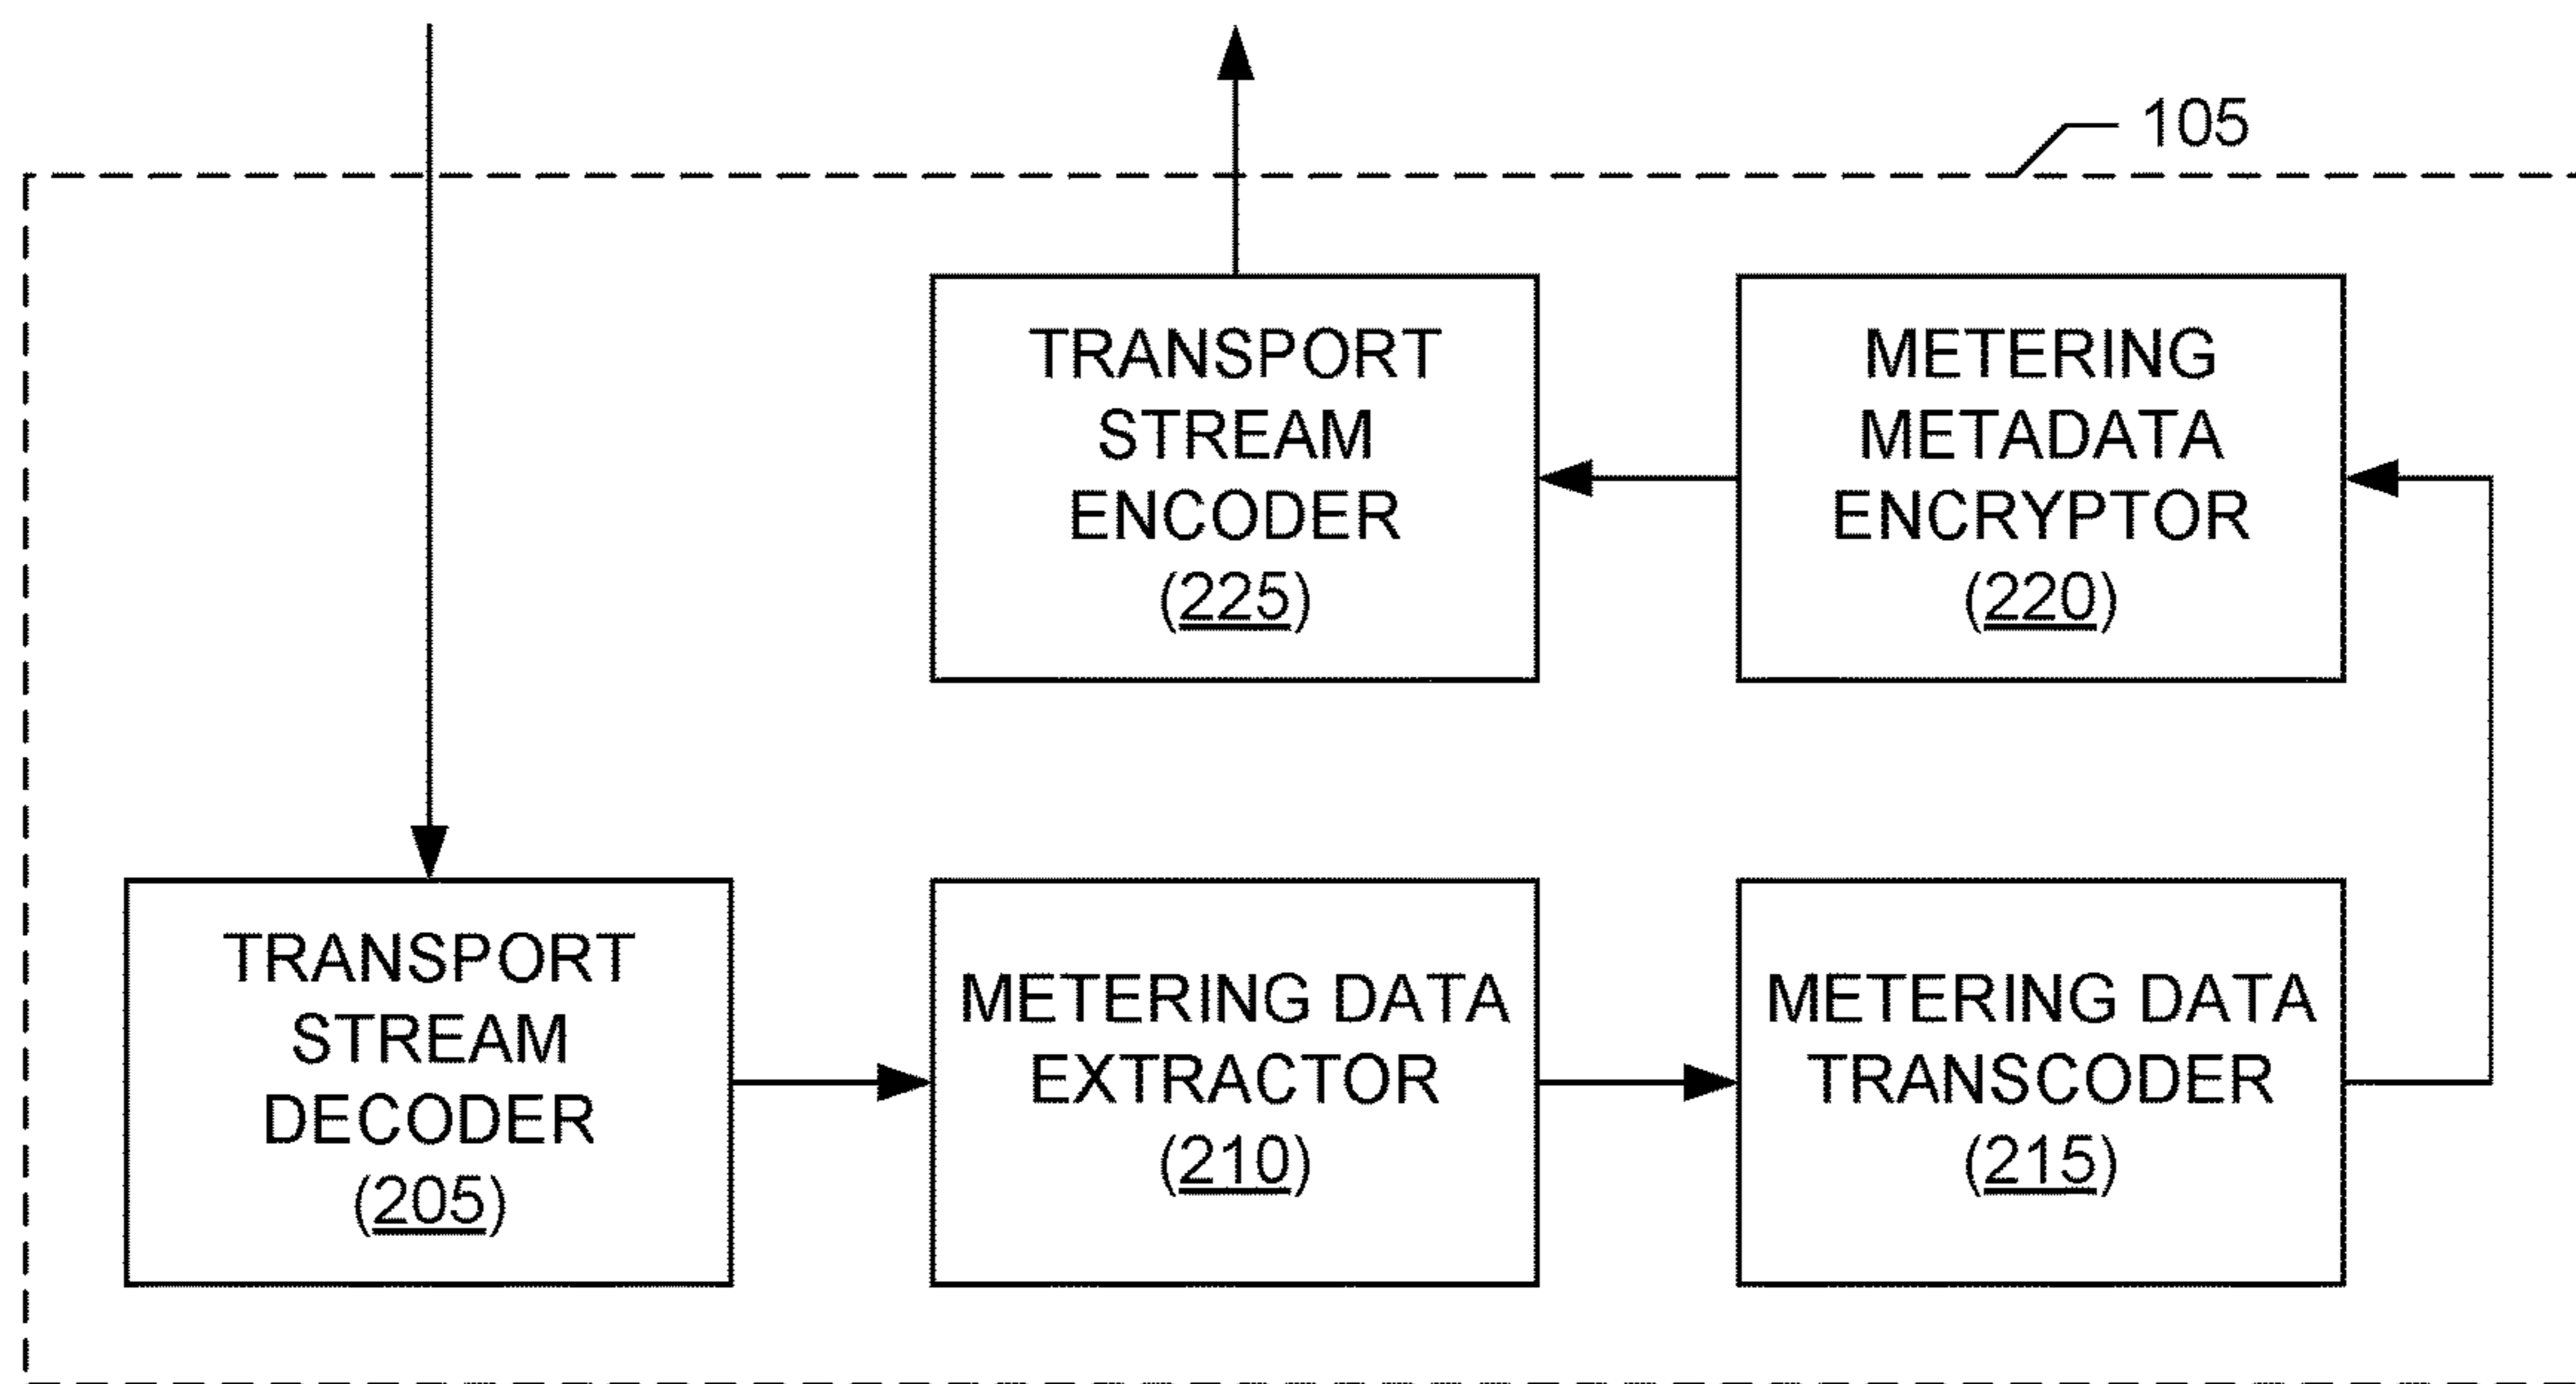 105
TRANSPORT
STREAM
ENCODER
(225)
METERING
METADATA
ENCRYPTOR
(220)
TRANSPORT
STREAM
DECODER
(205)
METERING DATA
EXTRACTOR
(210)
METERING DATA
TRANSCODER
(215)